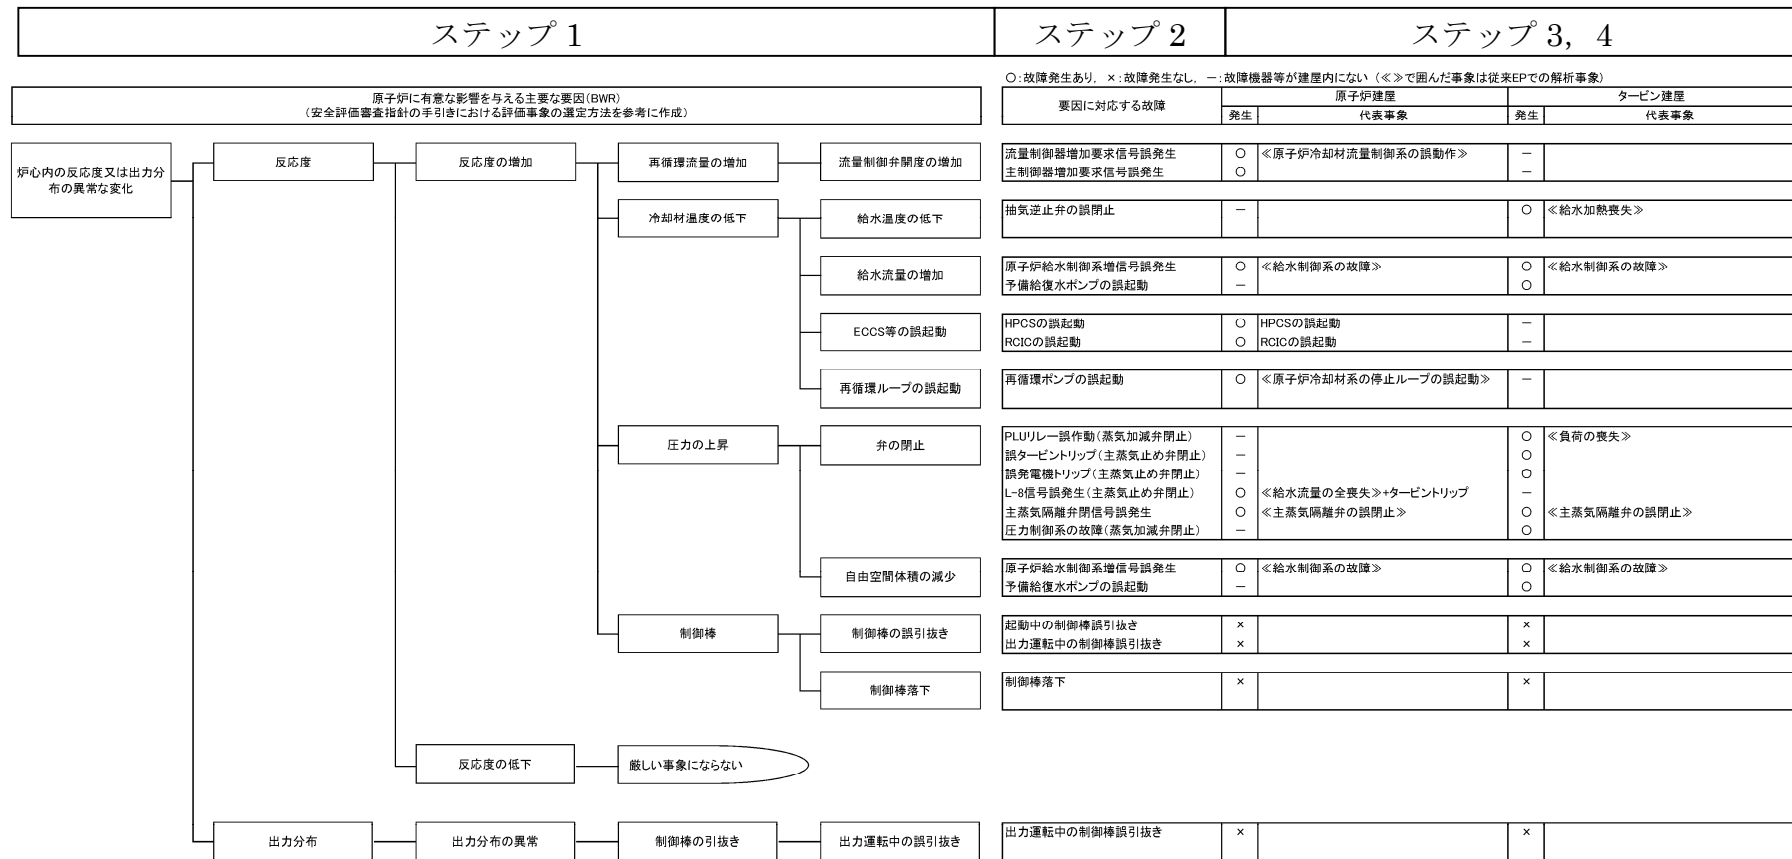 ステップ 1
ステップ 2
ステップ 3, 4
○:故障発生あり, ×:故障発生なし, －:故障機器等が建屋内にない (≪≫で囲んだ事象は従来EPでの解析事象)
原子炉に有意な影響を与える主要な要因(BWR)
(安全評価審査指針の手引きにおける評価事象の選定方法を参考に作成)
要因に対応する故障
原子炉建屋
タービン建屋
発生
代表事象
発生
代表事象
炉心内の反応度又は出力分
布の異常な変化
反応度
反応度の増加
再循環流量の増加
流量制御弁開度の増加
流量制御器増加要求信号誤発生 ○ ≪原子炉冷却材流量制御系の誤動作≫ －
主制御器増加要求信号誤発生 ○ －
冷却材温度の低下
給水温度の低下
抽気逆止弁の誤閉止 － ○ ≪給水加熱喪失≫
給水流量の増加
原子炉給水制御系増信号誤発生 ○ ≪給水制御系の故障≫ ○ ≪給水制御系の故障≫
予備給復水ポンプの誤起動 － ○
ECCS等の誤起動
HPCSの誤起動 ○ HPCSの誤起動 －
RCICの誤起動 ○ RCICの誤起動 －
再循環ループの誤起動
再循環ポンプの誤起動 ○ ≪原子炉冷却材系の停止ループの誤起動≫ －
圧力の上昇
弁の閉止
PLUリレー誤作動(蒸気加減弁閉止) － ○ ≪負荷の喪失≫
誤タービントリップ(主蒸気止め弁閉止) － ○
誤発電機トリップ(主蒸気止め弁閉止) － ○
L-8信号誤発生(主蒸気止め弁閉止) ○ ≪給水流量の全喪失≫+タービントリップ －
主蒸気隔離弁閉信号誤発生 ○ ≪主蒸気隔離弁の誤閉止≫ ○ ≪主蒸気隔離弁の誤閉止≫
圧力制御系の故障(蒸気加減弁閉止) － ○
自由空間体積の減少
原子炉給水制御系増信号誤発生 ○ ≪給水制御系の故障≫ ○ ≪給水制御系の故障≫
予備給復水ポンプの誤起動 － ○
制御棒
制御棒の誤引抜き
起動中の制御棒誤引抜き × ×
出力運転中の制御棒誤引抜き × ×
制御棒落下
制御棒落下 × ×
反応度の低下
厳しい事象にならない
出力分布
出力分布の異常
制御棒の引抜き
出力運転中の誤引抜き
出力運転中の制御棒誤引抜き × ×